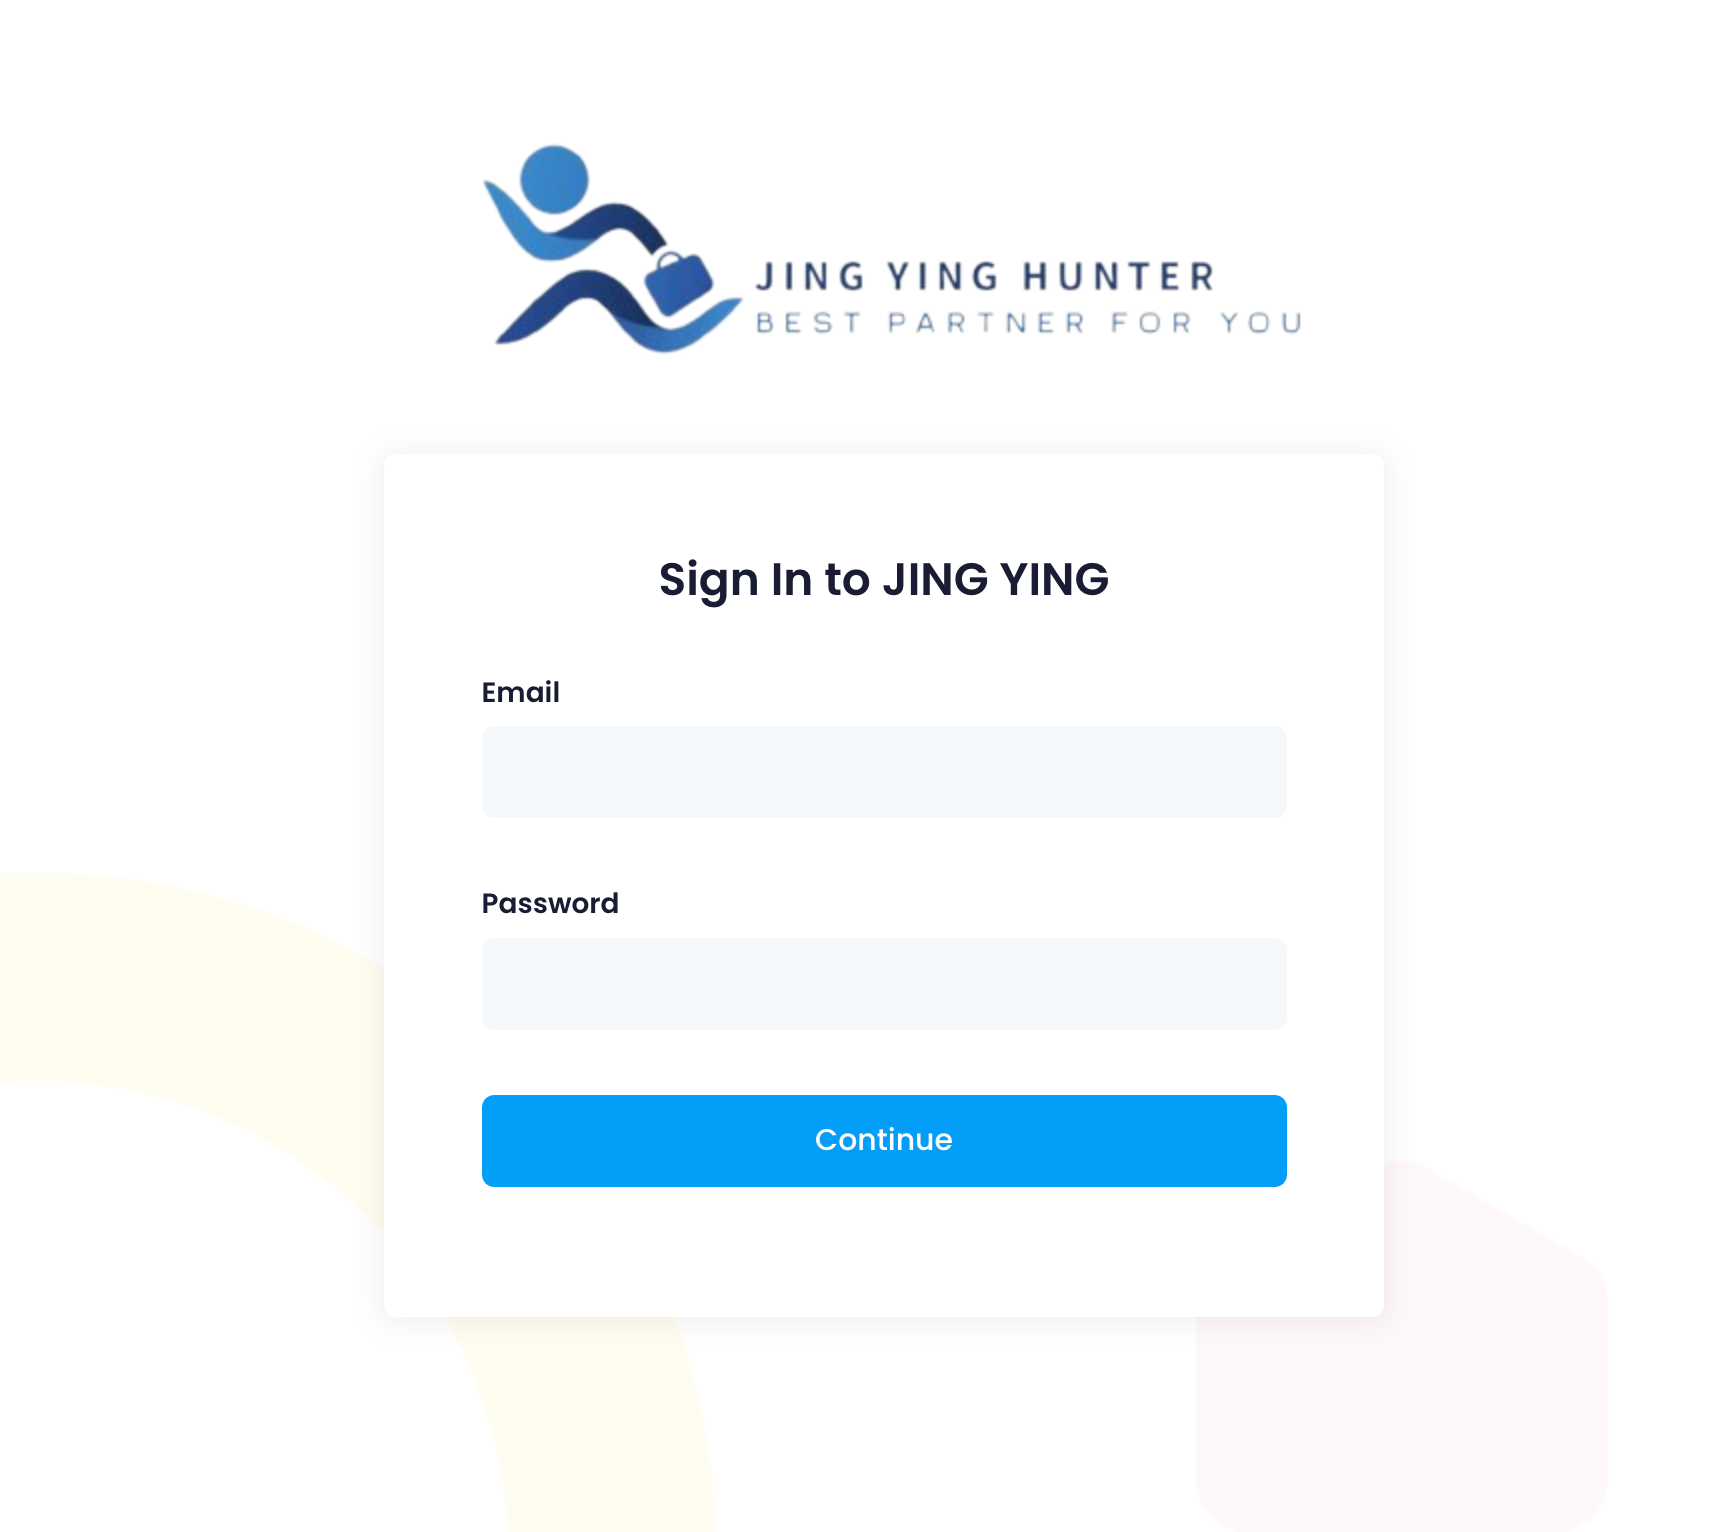 JING YING HUNTER
BEST PARTNER FOR YOU
Sign In to JING YING
Email
Password
Continue